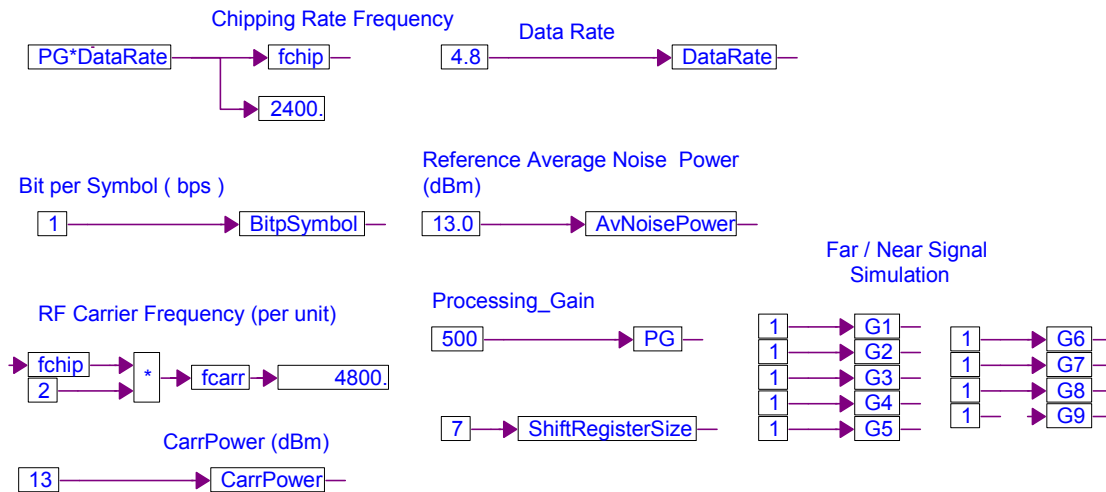 Chipping Rate Frequency
PG*DataRate fchip
2400.
Data Rate
4.8 DataRate
Bit per Symbol ( bps )
1 BitpSymbol
Reference Average Noise Power
(dBm)
13.0 AvNoisePower
RF Carrier Frequency (per unit)
fchip
2
* fcarr 4800.
CarrPower (dBm)
13 CarrPower
Processing_Gain
500 PG
7 ShiftRegisterSize
Far / Near Signal
Simulation
1 G1
1 G2
1 G3
1 G4
1 G5
1 G6
1 G7
1 G8
1 G9